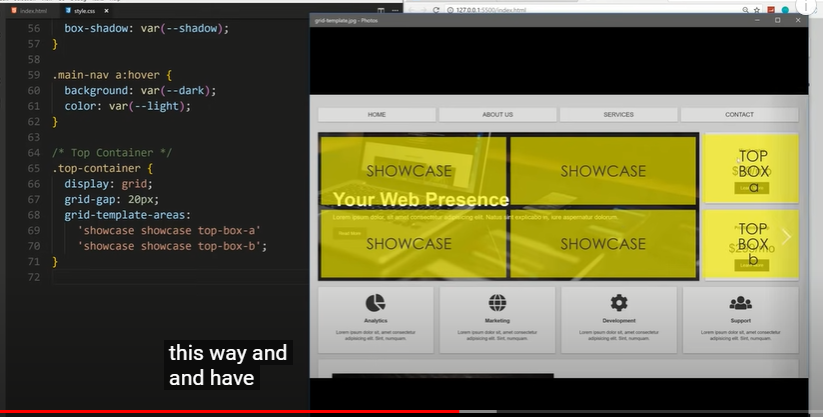 index.html
style.css
127.0.0.1:5500/index.html
grid-template.jpg - Photos
56 box-shadow: var(--shadow);
57 }
58
59 .main-nav a:hover {
60 background: var(--dark);
61 color: var(--light);
62 }
63
64 /* Top Container */
65 .top-container {
66 display: grid;
67 grid-gap: 20px;
68 grid-template-areas:
69 'showcase showcase top-box-a'
70 'showcase showcase top-box-b';
71 }
72
HOME ABOUT US SERVICES CONTACT
SHOWCASE SHOWCASE
TOP
BOX
a
Your Web Presence
Lorem ipsum dolor, sit amet consectetur adipisicing elit. Natus explicabo in, sunt aspernatur dolorum.
Read More
SHOWCASE SHOWCASE
TOP
BOX
b
Analytics Marketing Development Support
Lorem ipsum dolor sit, amet consectetur
adipisicing elit. Sint, numquam.
Lorem ipsum dolor sit, amet consectetur
adipisicing elit. Sint, numquam.
Lorem ipsum dolor sit, amet consectetur
adipisicing elit. Sint, numquam.
Lorem ipsum dolor sit, amet consectetur
adipisicing elit. Sint, numquam.
this way and
and have